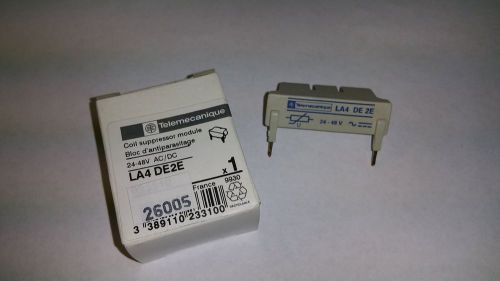 Telemecanique
Coil suppressor module
Bloc d'antiparasitage
24-48V AC/DC
LA4 DE2E
x 1
France
9930
26005
3 389110 233100
Telemecanique
LA4 DE 2E
24-48 V